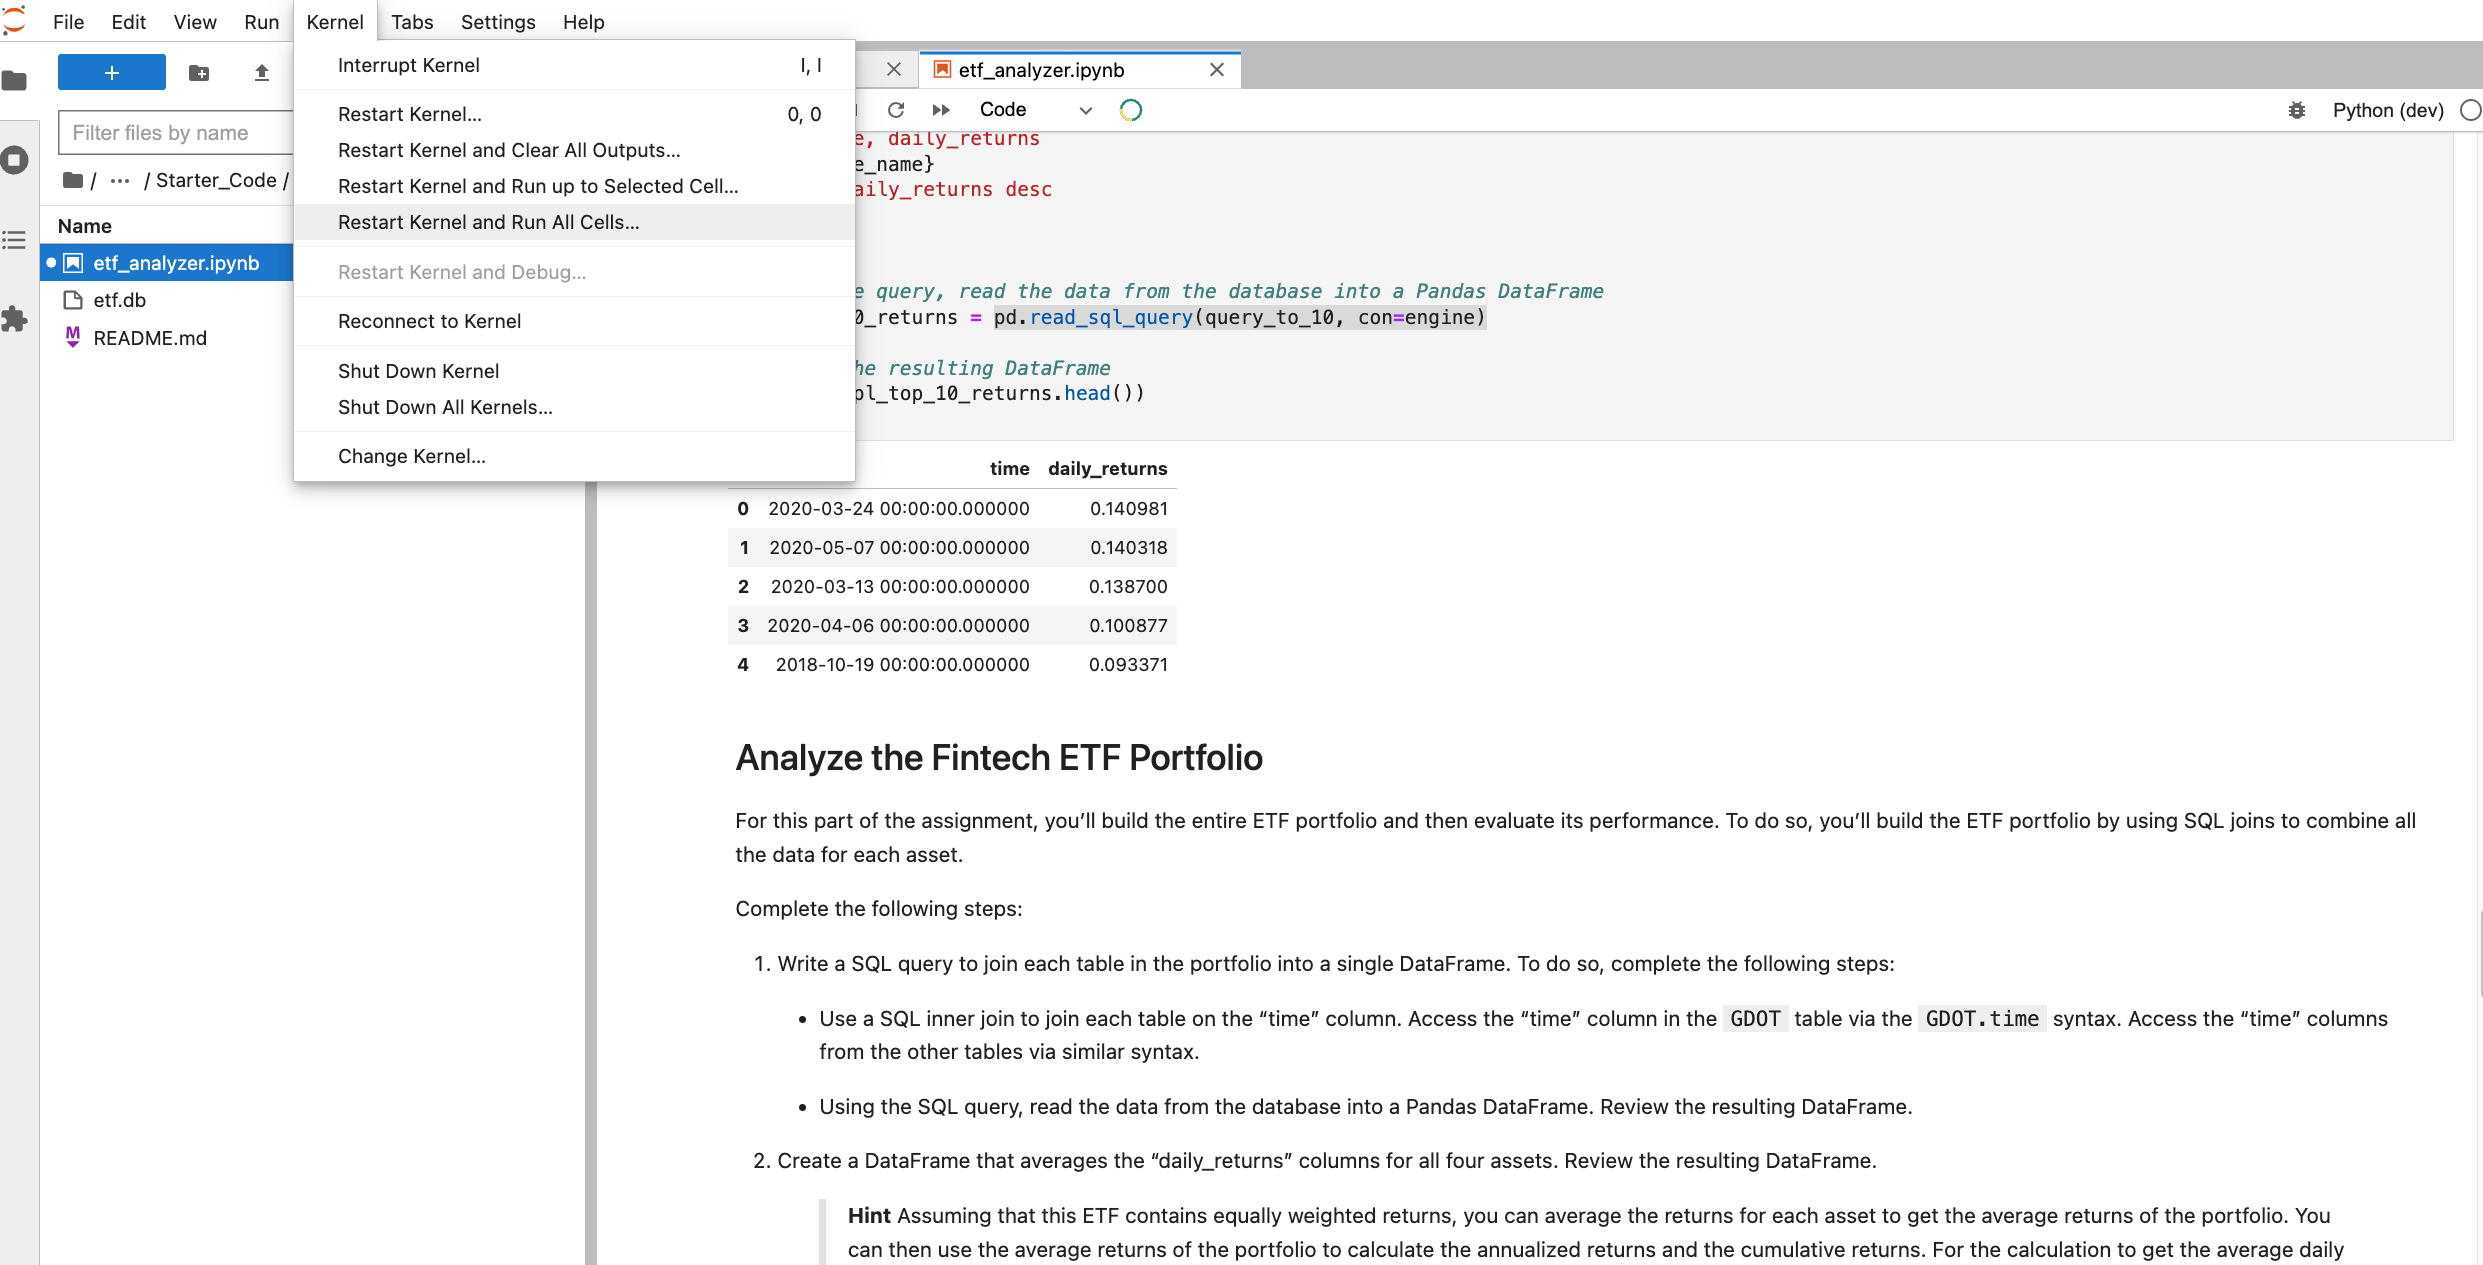 File Edit View Run Kernel Tabs Settings Help
Interrupt Kernel I, I
Restart Kernel... 0, 0
Restart Kernel and Clear All Outputs...
Restart Kernel and Run up to Selected Cell...
Restart Kernel and Run All Cells...
Restart Kernel and Debug...
Reconnect to Kernel
Shut Down Kernel
Shut Down All Kernels...
Change Kernel...
Filter files by name
/ ... / Starter_Code /
Name
etf_analyzer.ipynb
etf.db
README.md
etf_analyzer.ipynb
Code
Python (dev)
e, daily_returns
e_name}
aily_returns desc
e query, read the data from the database into a Pandas DataFrame
0_returns = pd.read_sql_query(query_to_10, con=engine)
he resulting DataFrame
pl_top_10_returns.head())
time daily_returns
0 2020-03-24 00:00:00.000000 0.140981
1 2020-05-07 00:00:00.000000 0.140318
2 2020-03-13 00:00:00.000000 0.138700
3 2020-04-06 00:00:00.000000 0.100877
4 2018-10-19 00:00:00.000000 0.093371
Analyze the Fintech ETF Portfolio
For this part of the assignment, you’ll build the entire ETF portfolio and then evaluate its performance. To do so, you’ll build the ETF portfolio by using SQL joins to combine all
the data for each asset.
Complete the following steps:
1. Write a SQL query to join each table in the portfolio into a single DataFrame. To do so, complete the following steps:
• Use a SQL inner join to join each table on the “time” column. Access the “time” column in the GDOT table via the GDOT.time syntax. Access the “time” columns
from the other tables via similar syntax.
• Using the SQL query, read the data from the database into a Pandas DataFrame. Review the resulting DataFrame.
2. Create a DataFrame that averages the “daily_returns” columns for all four assets. Review the resulting DataFrame.
Hint Assuming that this ETF contains equally weighted returns, you can average the returns for each asset to get the average returns of the portfolio. You
can then use the average returns of the portfolio to calculate the annualized returns and the cumulative returns. For the calculation to get the average daily